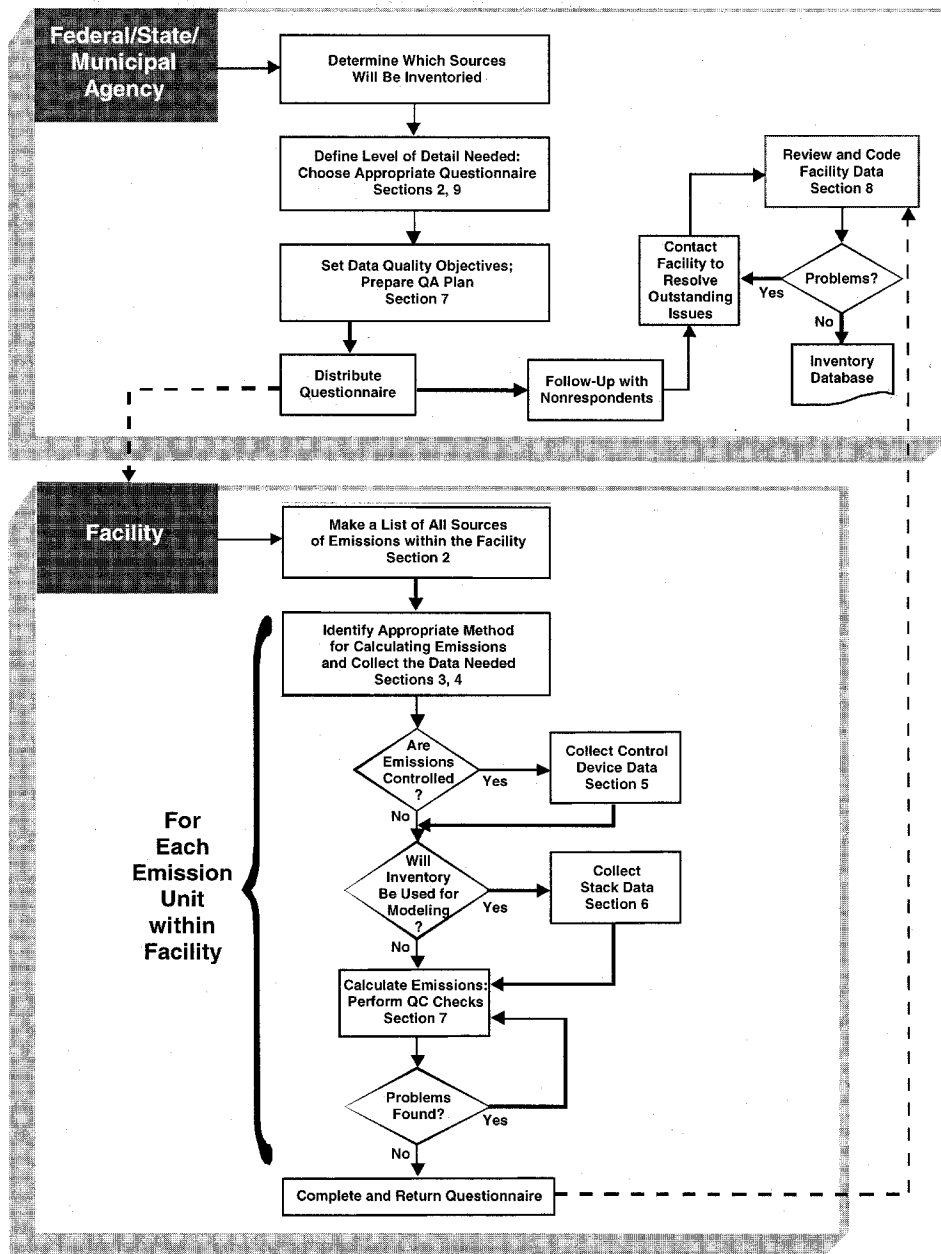 Federal/State/
Municipal
Agency
Determine Which Sources
Will Be Inventoried
Define Level of Detail Needed:
Choose Appropriate Questionnaire
Sections 2, 9
Set Data Quality Objectives;
Prepare QA Plan
Section 7
Distribute
Questionnaire
Follow-Up with
Nonrespondents
Contact
Facility to
Resolve
Outstanding
Issues
Review and Code
Facility Data
Section 8
Problems?
Yes
No
Inventory
Database
Facility
Make a List of All Sources
of Emissions within the Facility
Section 2
For
Each
Emission
Unit
within
Facility
Identify Appropriate Method
for Calculating Emissions
and Collect the Data Needed
Sections 3, 4
Are
Emissions
Controlled
?
Yes
No
Collect Control
Device Data
Section 5
Will
Inventory
Be Used for
Modeling
?
Yes
No
Collect
Stack Data
Section 6
Calculate Emissions:
Perform QC Checks
Section 7
Problems
Found?
Yes
No
Complete and Return Questionnaire